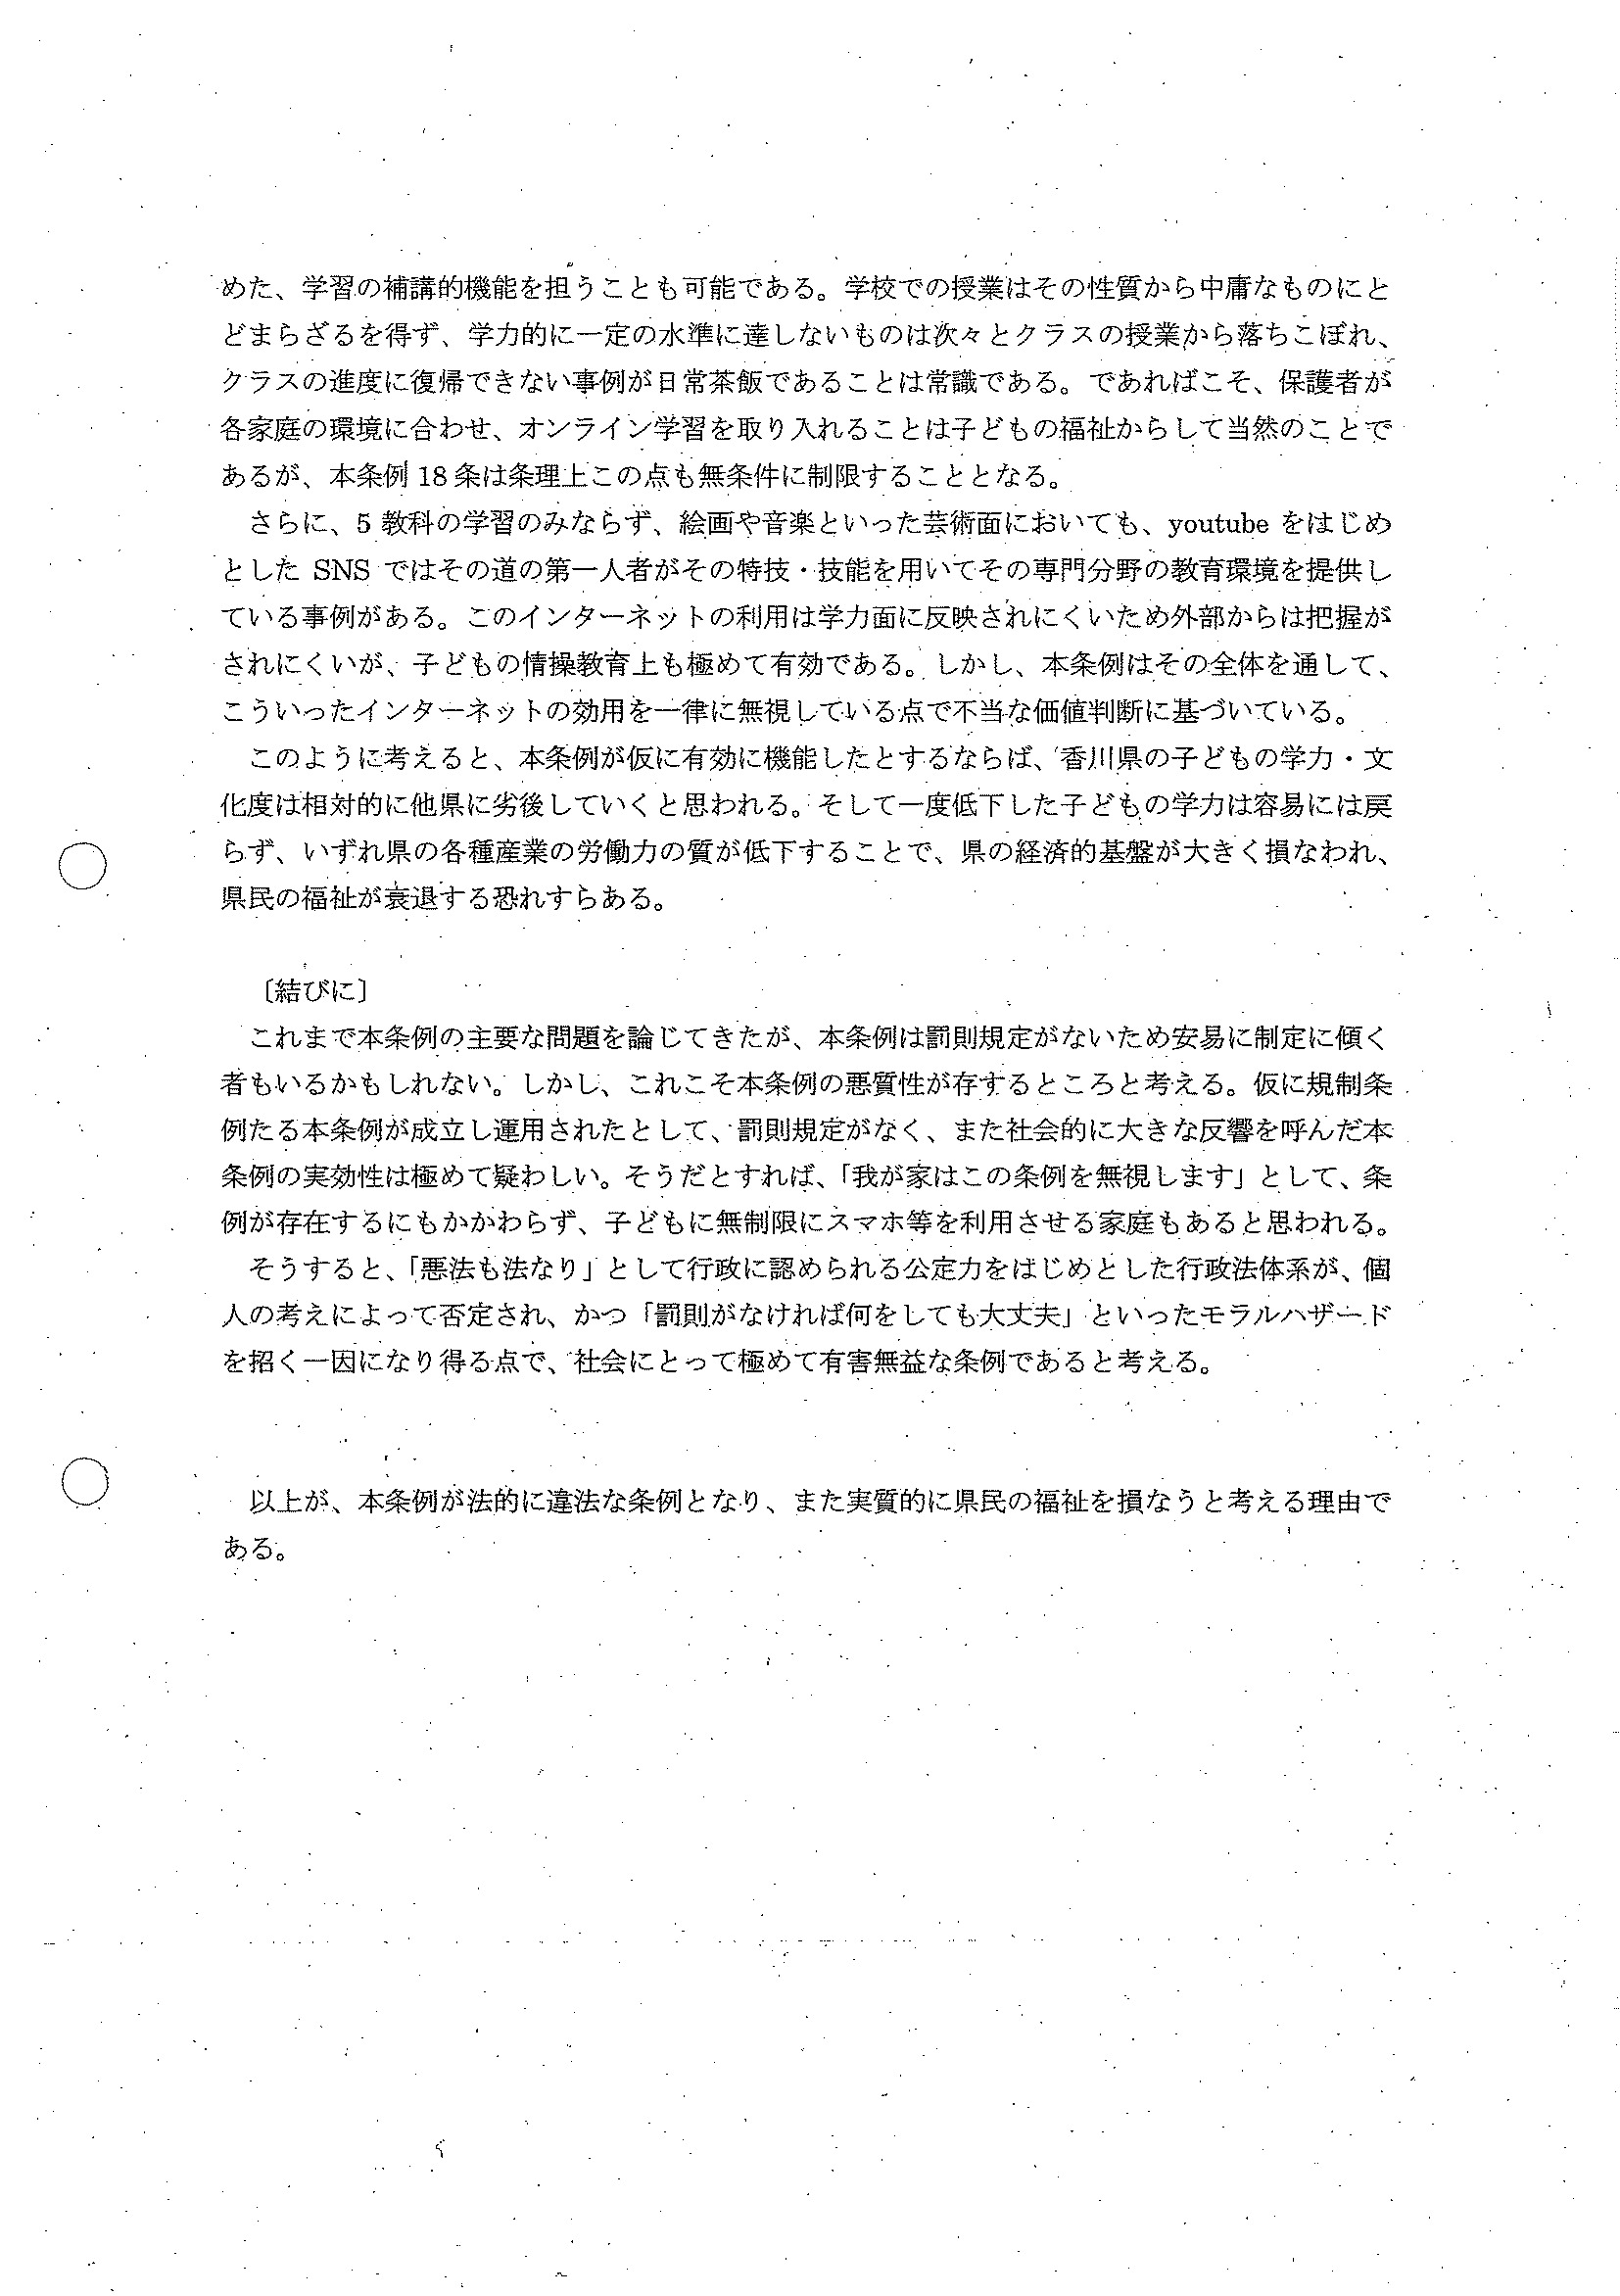 めた、学習の補講的機能を担うことも可能である。学校での授業はその性質から中庸なものにと
どまらざるを得ず、学力的に一定の水準に達しないものは次々とクラスの授業から落ちこぼれ、
クラスの進度に復帰できない事例が日常茶飯であることは常識である。であればこそ、保護者が
各家庭の環境に合わせ、オンライン学習を取り入れることは子どもの福祉からして当然のことで
あるが、本条例 18 条は条理上この点も無条件に制限することとなる。
さらに、5 教科の学習のみならず、絵画や音楽といった芸術面においても、youtube をはじめ
とした SNS ではその道の第一人者がその特技・技能を用いてその専門分野の教育環境を提供し
ている事例がある。このインターネットの利用は学力面に反映されにくいため外部からは把握が
されにくいが、子どもの情操教育上も極めて有効である。しかし、本条例はその全体を通して、
こういったインターネットの効用を一律に無視している点で不当な価値判断に基づいている。
このように考えると、本条例が仮に有効に機能したとするならば、香川県の子どもの学力・文
化度は相対的に他県に劣後していくと思われる。そして一度低下した子どもの学力は容易には戻
らず、いずれ県の各種産業の労働力の質が低下することで、県の経済的基盤が大きく損なわれ、
県民の福祉が衰退する恐れすらある。
〔結びに〕
これまで本条例の主要な問題を論じてきたが、本条例は罰則規定がないため安易に制定に傾く
者もいるかもしれない。しかし、これこそ本条例の悪質性が存するところと考える。仮に規制条
例たる本条例が成立し運用されたとして、罰則規定がなく、また社会的に大きな反響を呼んだ本
条例の実効性は極めて疑わしい。そうだとすれば、「我が家はこの条例を無視します」として、条
例が存在するにもかかわらず、子どもに無制限にスマホ等を利用させる家庭もあると思われる。
そうすると、「悪法も法なり」として行政に認められる公定力をはじめとした行政法体系が、個
人の考えによって否定され、かつ「罰則がなければ何をしても大丈夫」といったモラルハザード
を招く一因になり得る点で、社会にとって極めて有害無益な条例であると考える。
以上が、本条例が法的に違法な条例となり、また実質的に県民の福祉を損なうと考える理由で
ある。